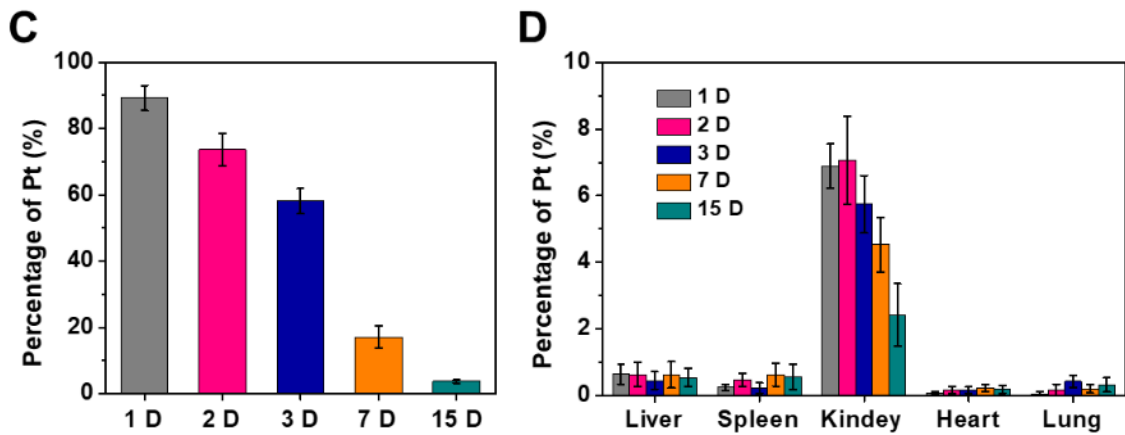 C
Percentage of Pt (%)
100
80
60
40
20
0
1 D 2 D 3 D 7 D 15 D
D
Percentage of Pt (%)
10
8
6
4
2
0
1 D
2 D
3 D
7 D
15 D
Liver Spleen Kindey Heart Lung